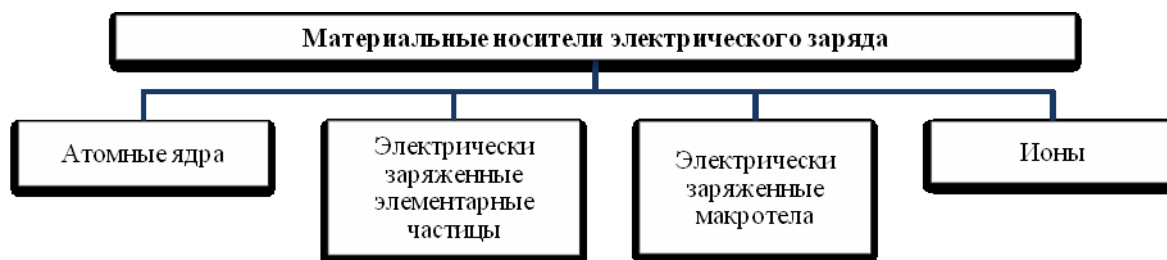 Материальные носители электрического заряда
Атомные ядра
Электрически
заряженные
элементарные
частицы
Электрически
заряженные
макротела
Ионы